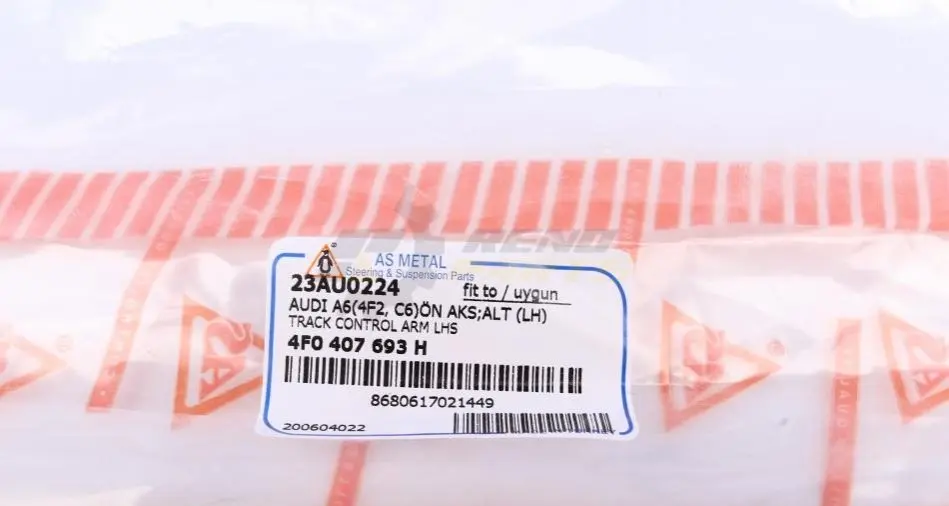 AS METAL
Steering & Suspension Parts
23AU0224 fit to / uygun
AUDI A6(4F2, C6)ÖN AKS;ALT (LH)
TRACK CONTROL ARM LHS
4F0 407 693 H
8680617021449
200604022